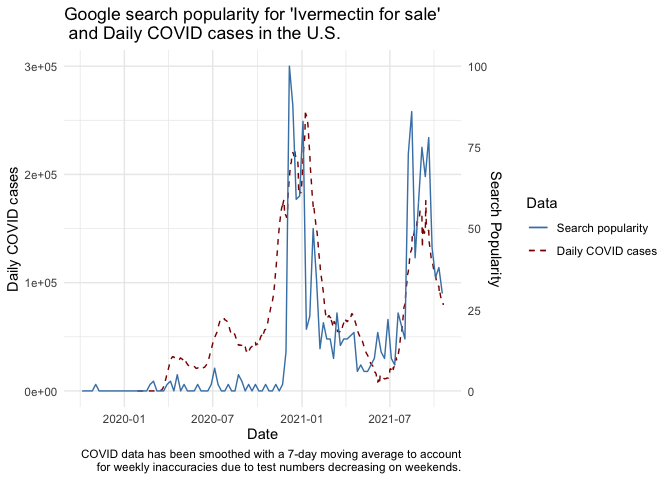 Google search popularity for 'Ivermectin for sale'
and Daily COVID cases in the U.S.
3e+05
2e+05
1e+05
0e+00
Daily COVID cases
100
75
50
25
0
Search Popularity
2020-01 2020-07 2021-01 2021-07
Date
Data
Search popularity
Daily COVID cases
COVID data has been smoothed with a 7-day moving average to account
for weekly inaccuracies due to test numbers decreasing on weekends.